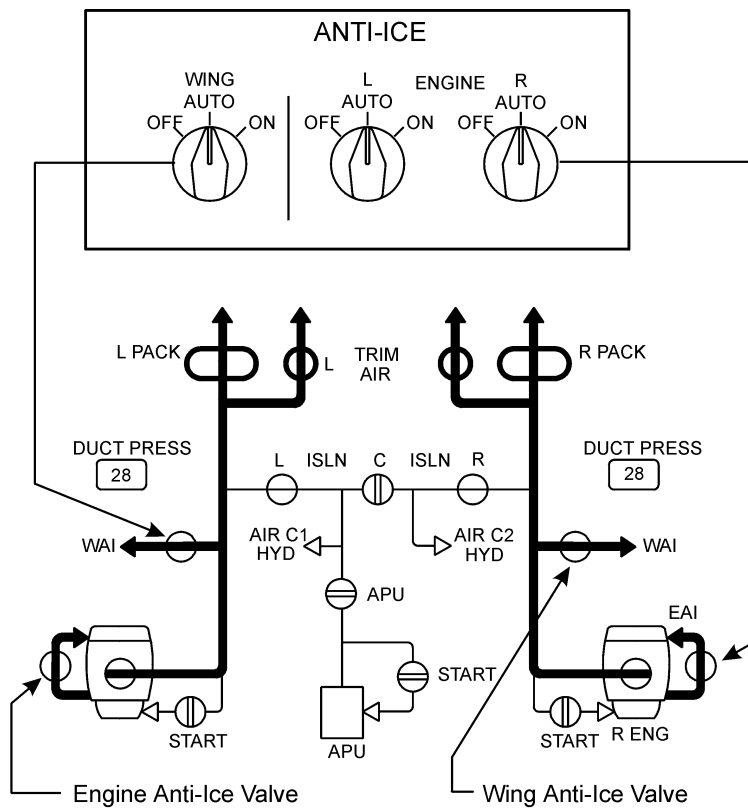 ANTI-ICE
WING
AUTO
OFF
ON
L
ENGINE
R
AUTO
OFF
ON
AUTO
OFF
ON
L PACK
L
TRIM
AIR
R PACK
DUCT PRESS
28
ISLN
L
C
ISLN
R
DUCT PRESS
28
WAI
AIR C1
HYD
AIR C2
HYD
WAI
APU
EAI
START
START
APU
START
R ENG
Engine Anti-Ice Valve
Wing Anti-Ice Valve